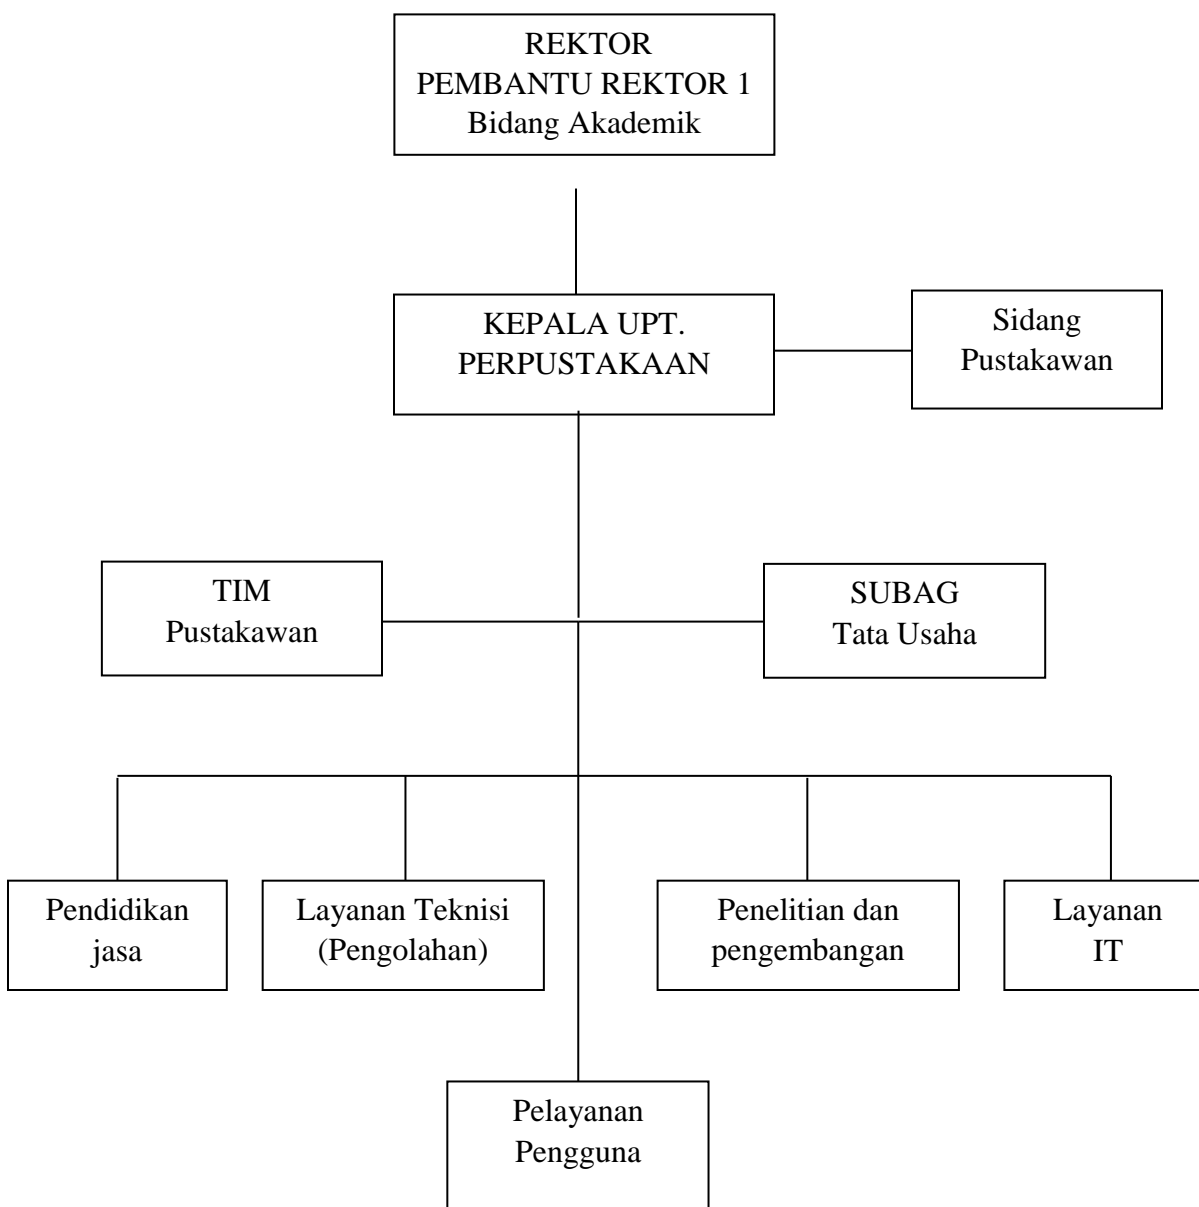 REKTOR
PEMBANTU REKTOR 1
Bidang Akademik
KEPALA UPT.
PERPUSTAKAAN
Sidang
Pustakawan
TIM
Pustakawan
SUBAG
Tata Usaha
Pendidikan
jasa
Layanan Teknisi
(Pengolahan)
Penelitian dan
pengembangan
Layanan
IT
Pelayanan
Pengguna